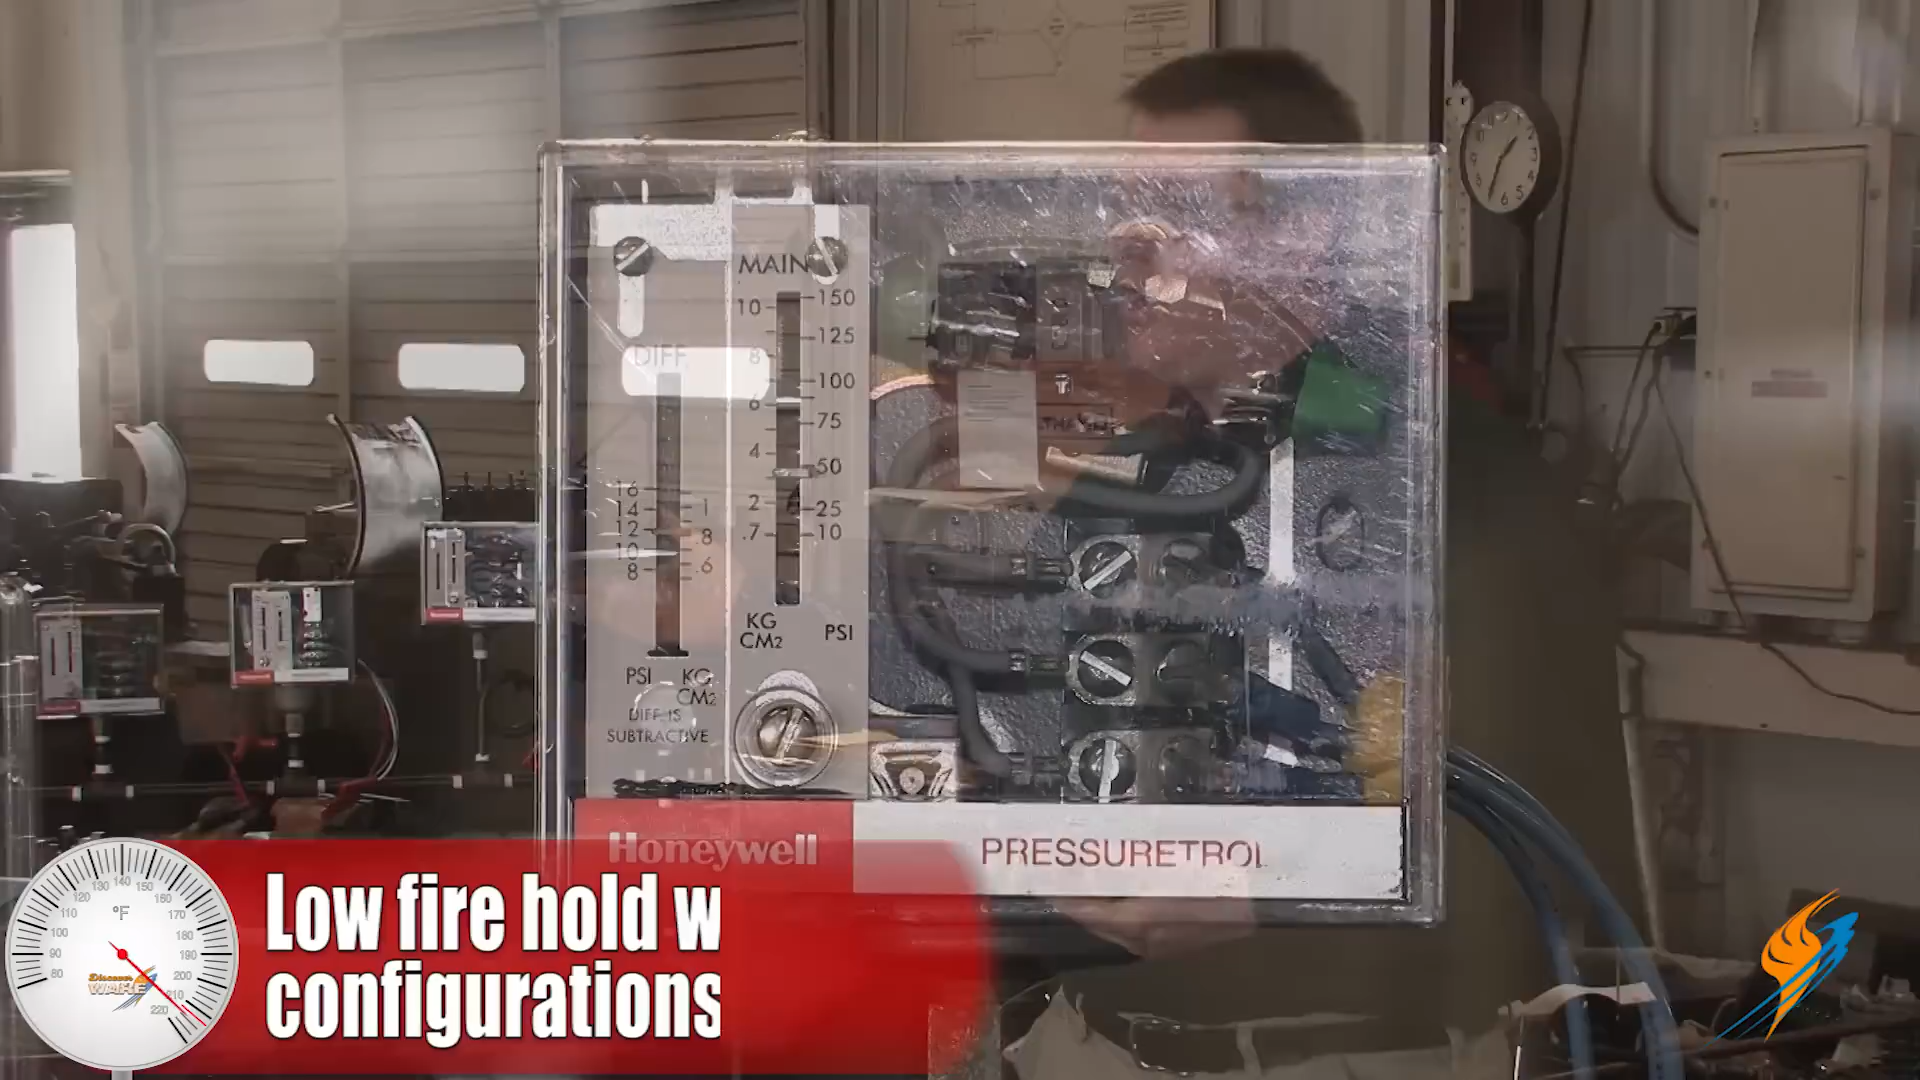 MAIN
10 150
125
8
100
6
75
4
50
2 25
.7 10
DIFF
16
14 1
12
.8
10
.6
8
KG
CM2
PSI
PSI KG
CM2
DIFF. IS
SUBTRACTIVE
Honeywell
PRESSURETROL
Low fire hold w
configurations
°F
80
90
100
110
120
130
140
150
160
170
180
190
200
210
220
Discover
WARE